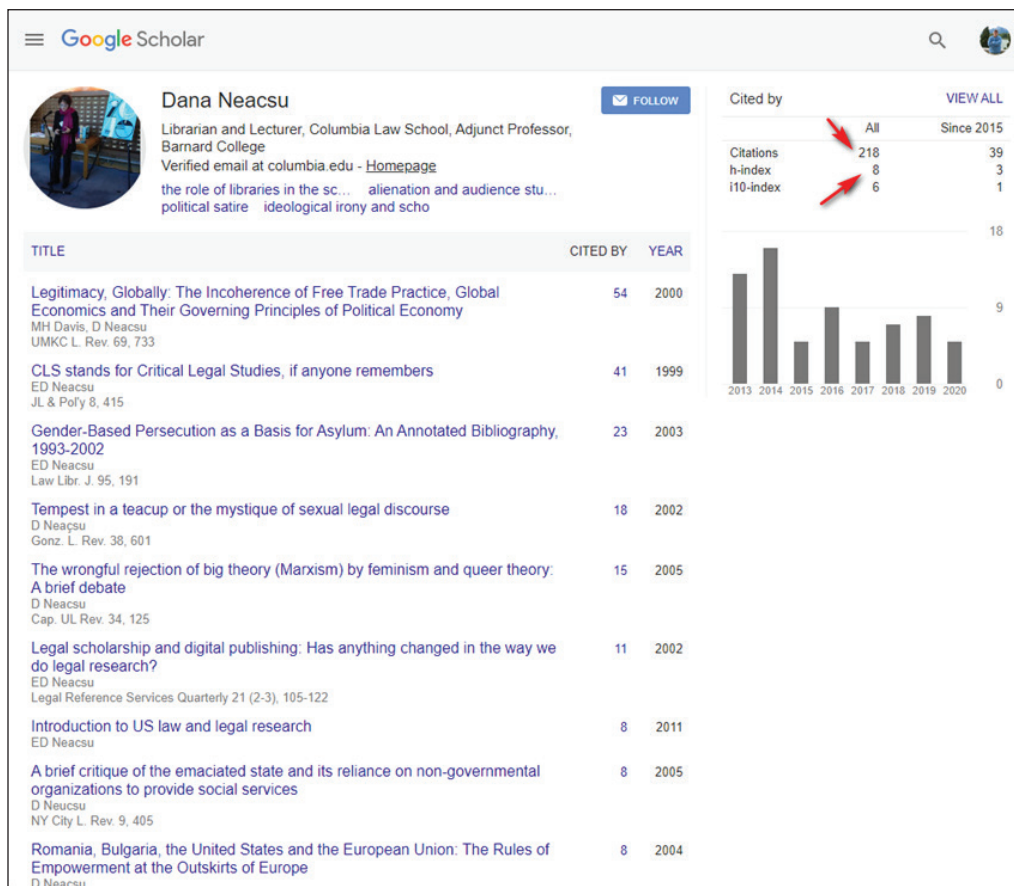 Google Scholar
Dana Neacsu
FOLLOW
Librarian and Lecturer, Columbia Law School, Adjunct Professor,
Barnard College
Verified email at columbia.edu - Homepage
the role of libraries in the sc... alienation and audience stu...
political satire ideological irony and scho
TITLE CITED BY YEAR
Legitimacy, Globally: The Incoherence of Free Trade Practice, Global 54 2000
Economics and Their Governing Principles of Political Economy
MH Davis, D Neacsu
UMKC L. Rev. 69, 733
CLS stands for Critical Legal Studies, if anyone remembers 41 1999
ED Neacsu
JL & Pol'y 8, 415
Gender-Based Persecution as a Basis for Asylum: An Annotated Bibliography, 23 2003
1993-2002
ED Neacsu
Law Libr. J. 95, 191
Tempest in a teacup or the mystique of sexual legal discourse 18 2002
D Neaçsu
Gonz. L. Rev. 38, 601
The wrongful rejection of big theory (Marxism) by feminism and queer theory: 15 2005
A brief debate
D Neacsu
Cap. UL Rev. 34, 125
Legal scholarship and digital publishing: Has anything changed in the way we 11 2002
do legal research?
ED Neacsu
Legal Reference Services Quarterly 21 (2-3), 105-122
Introduction to US law and legal research 8 2011
ED Neacsu
A brief critique of the emaciated state and its reliance on non-governmental 8 2005
organizations to provide social services
D Neucsu
NY City L. Rev. 9, 405
Romania, Bulgaria, the United States and the European Union: The Rules of 8 2004
Empowerment at the Outskirts of Europe
D Neacsu
Cited by VIEW ALL
All Since 2015
Citations 218 39
h-index 8 3
i10-index 6 1
18
9
0
2013 2014 2015 2016 2017 2018 2019 2020